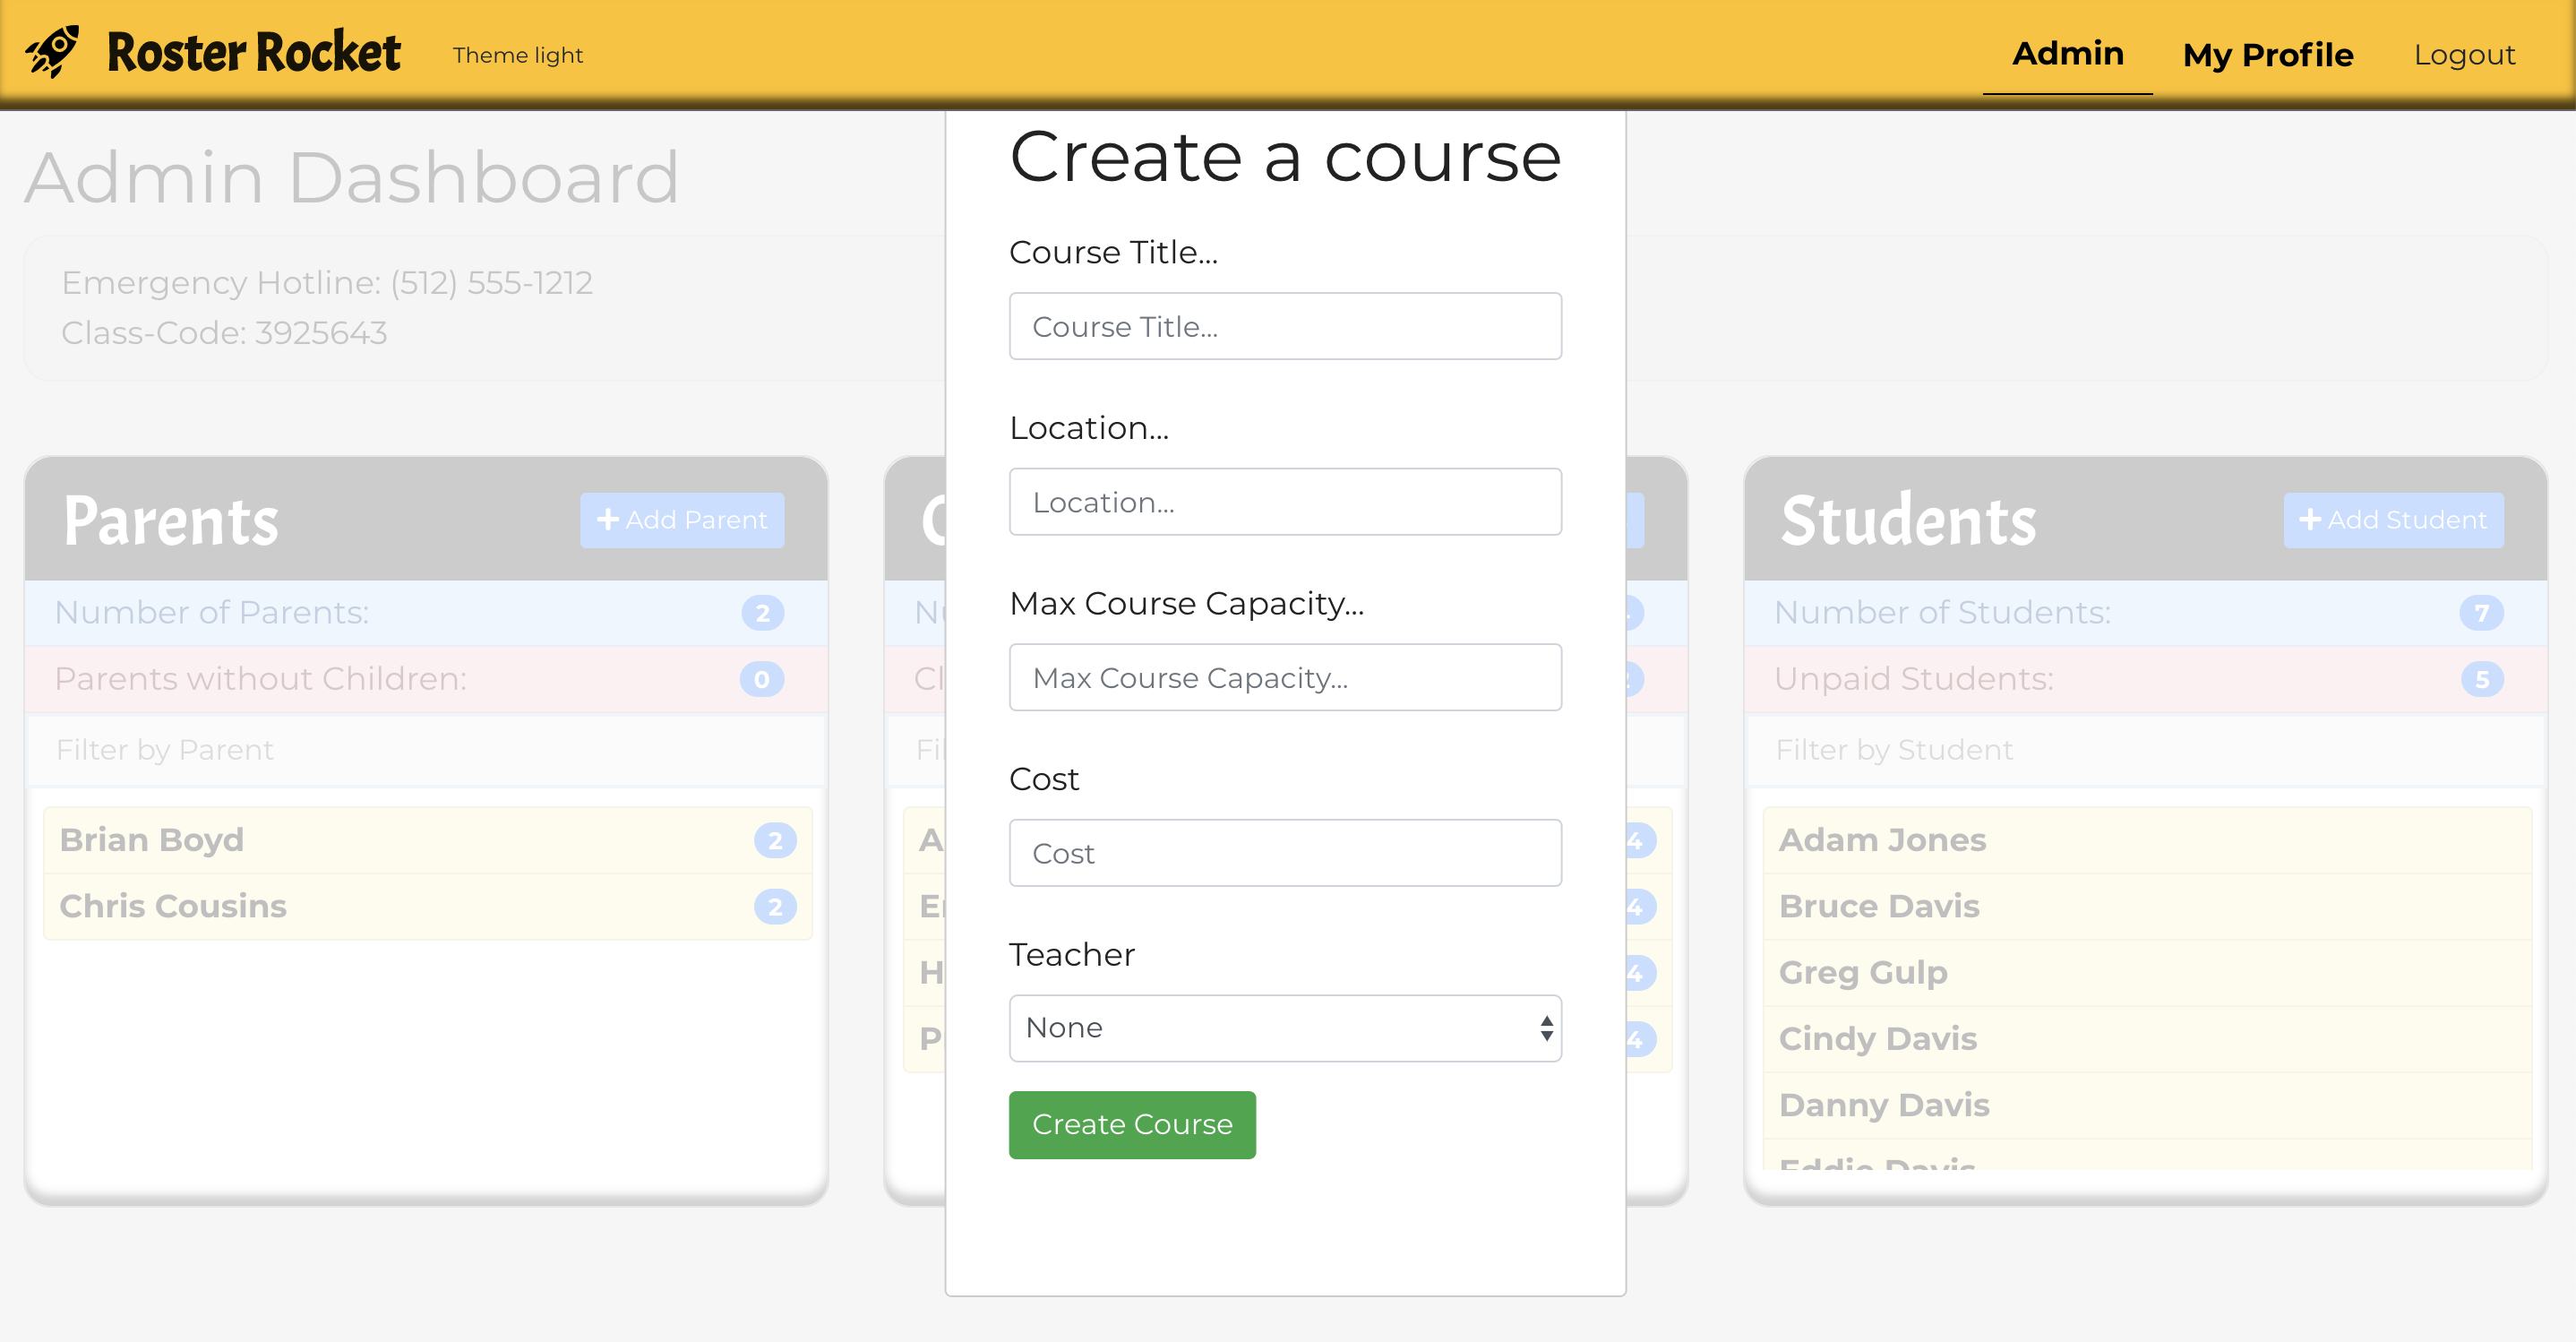 Roster Rocket
Theme light
Admin
My Profile
Logout
Admin Dashboard
Emergency Hotline: (512) 555-1212
Class-Code: 3925643
Parents
Add Parent
Number of Parents: 2
Parents without Children: 0
Filter by Parent
Brian Boyd 2
Chris Cousins 2
Create a course
Course Title...
Course Title...
Location...
Location...
Max Course Capacity...
Max Course Capacity...
Cost
Cost
Teacher
None
Create Course
4
4
4
4
Students
Add Student
Number of Students: 7
Unpaid Students: 5
Filter by Student
Adam Jones
Bruce Davis
Greg Gulp
Cindy Davis
Danny Davis
Eddie Davis